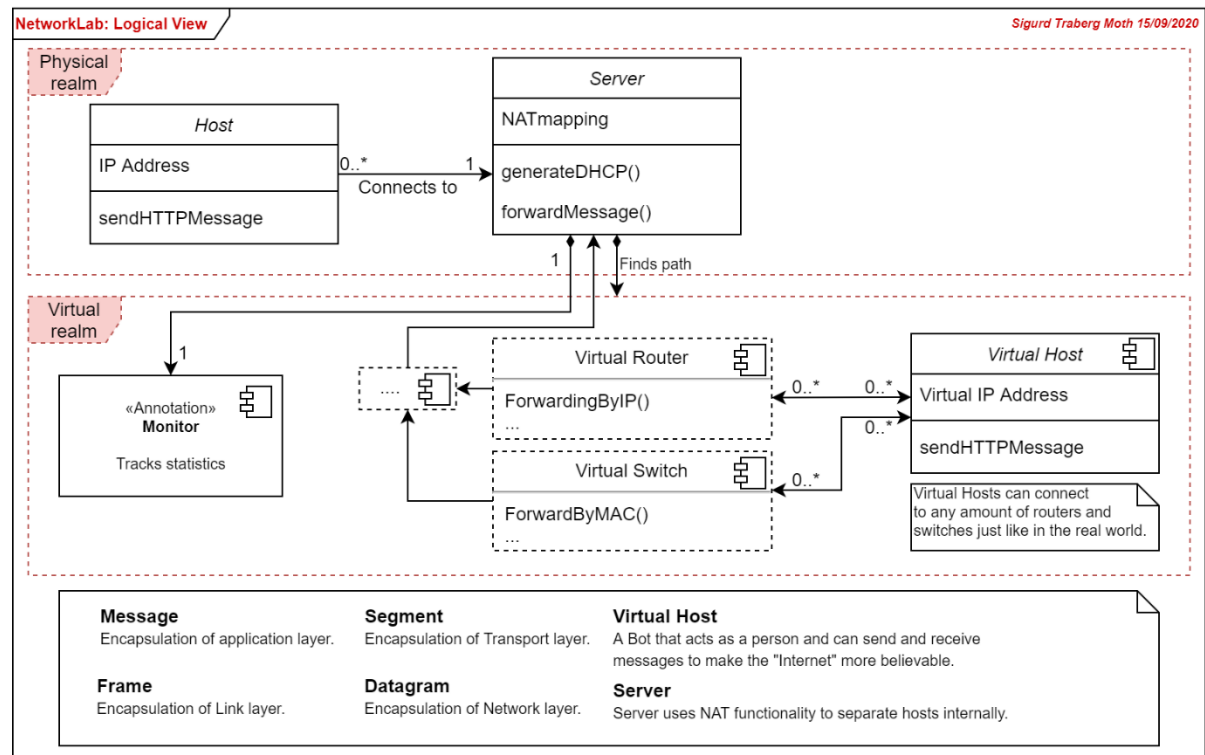 NetworkLab: Logical View
Sigurd Traberg Moth 15/09/2020
Physical
realm
Host
IP Address
sendHTTPMessage
0..*
1
Connects to
Server
NATmapping
generateDHCP()
forwardMessage()
1
Finds path
Virtual
realm
1
«Annotation»
Monitor
Tracks statistics
....
Virtual Router
ForwardingByIP()
...
Virtual Switch
ForwardByMAC()
...
0..*
0..*
0..*
0..*
Virtual Host
Virtual IP Address
sendHTTPMessage
Virtual Hosts can connect
to any amount of routers and
switches just like in the real world.
Message
Encapsulation of application layer.
Segment
Encapsulation of Transport layer.
Virtual Host
A Bot that acts as a person and can send and receive
messages to make the "Internet" more believable.
Frame
Encapsulation of Link layer.
Datagram
Encapsulation of Network layer.
Server
Server uses NAT functionality to separate hosts internally.